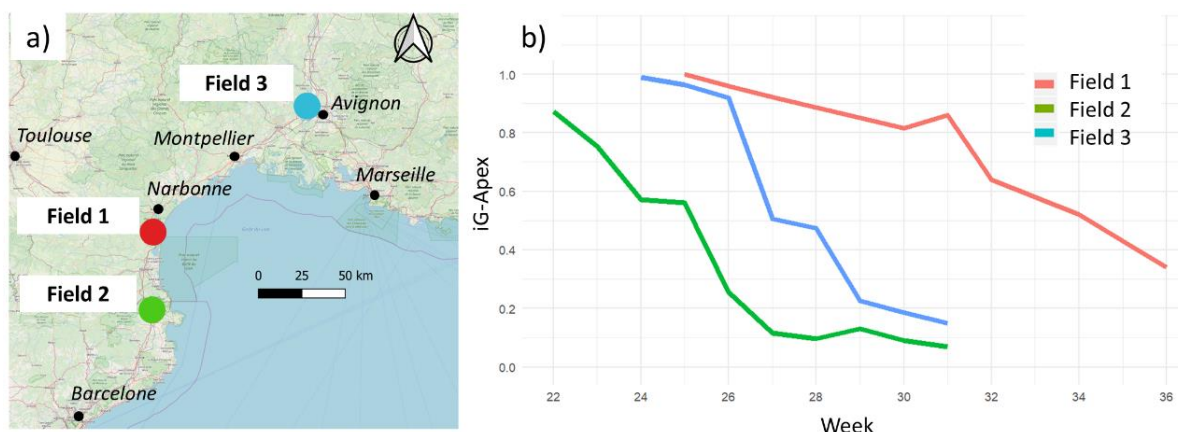 a)
Field 3
Avignon
Toulouse
Montpellier
Marseille
Narbonne
Field 1
0 25 50 km
Field 2
Barcelone
b)
iG-Apex
1.0
0.8
0.6
0.4
0.2
0.0
22 24 26 28 30 32 34 36
Week
Field 1
Field 2
Field 3